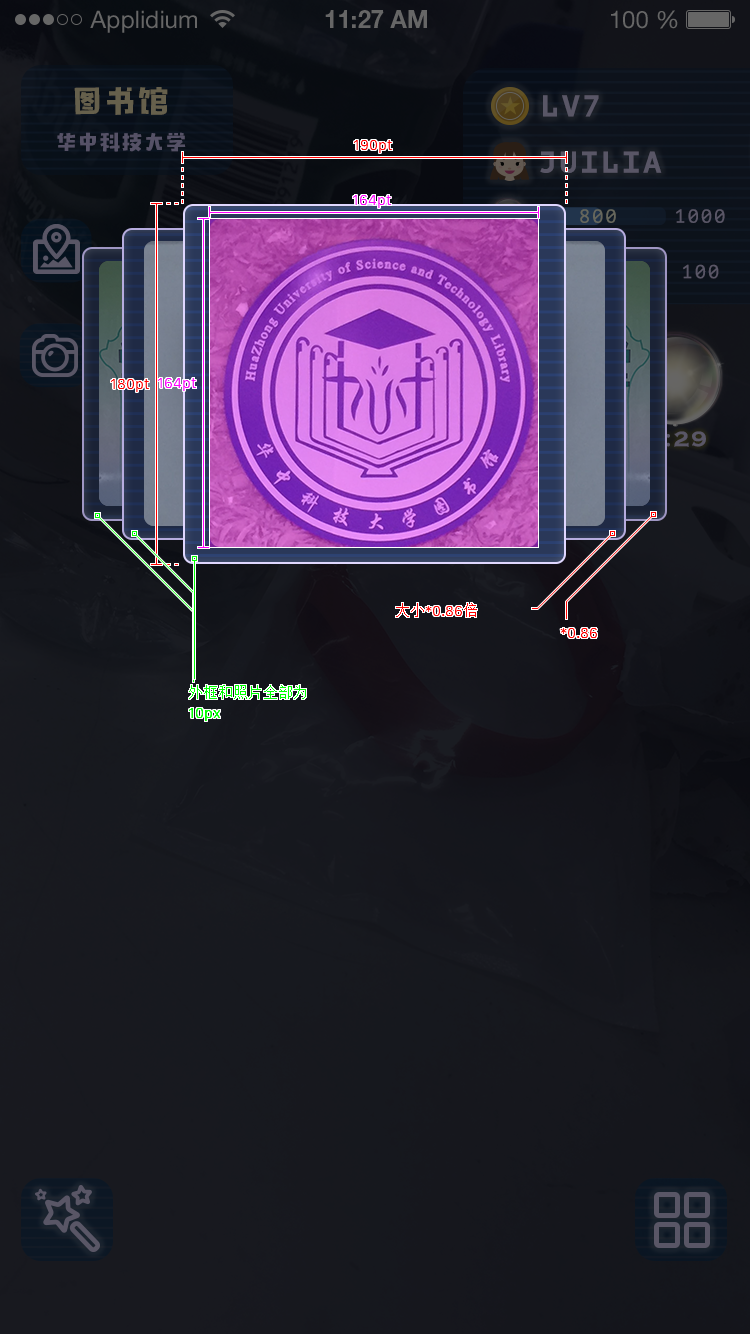 Applidium 11:27 AM 100 %
图书馆
华中科技大学
LV7
JUILIA
190pt
164pt
800 1000
100
HuaZhong University of Science and Technology Library
华中科技大学图书馆
180pt 164pt
:29
大小*0.86倍
*0.86
外框和照片全部为
10px